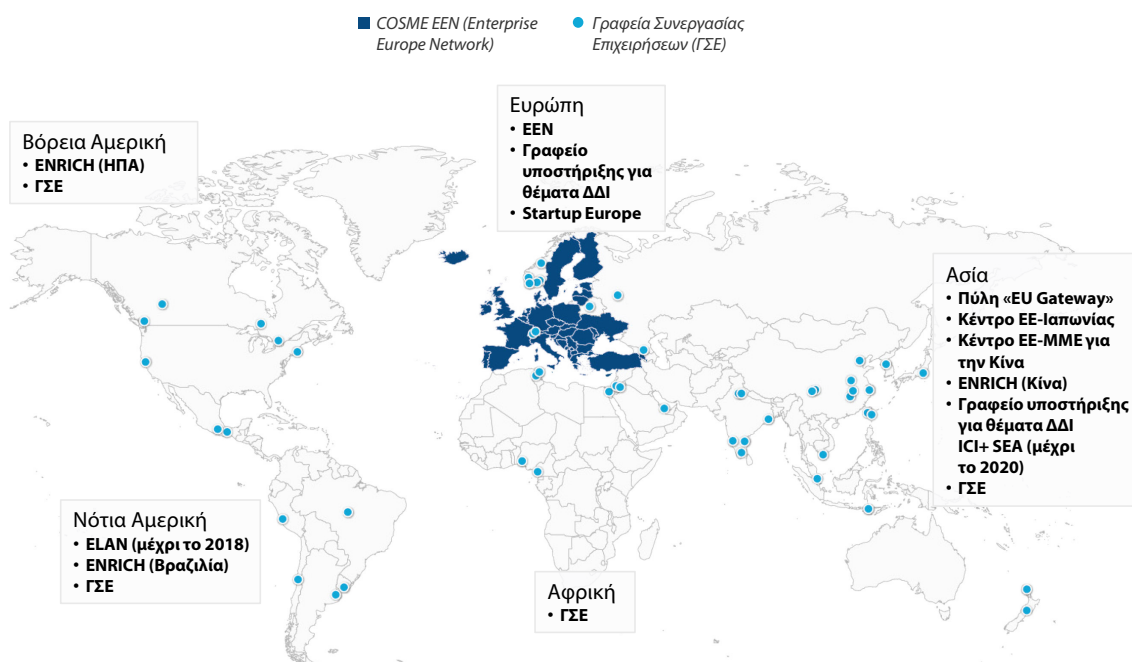 COSME EEN (Enterprise
Europe Network)
Γραφεία Συνεργασίας
Επιχειρήσεων (ΓΣΕ)
Ευρώπη
• EEN
• Γραφείο
υποστήριξης για
θέματα ΔΔΙ
• Startup Europe
Βόρεια Αμερική
• ENRICH (ΗΠΑ)
• ΓΣΕ
Ασία
• Πύλη «EU Gateway»
• Κέντρο ΕΕ-Ιαπωνίας
• Κέντρο ΕΕ-ΜΜΕ για
την Κίνα
• ENRICH (Κίνα)
• Γραφείο υποστήριξης
για θέματα ΔΔΙ
ICI+ SEA (μέχρι
το 2020)
• ΓΣΕ
Νότια Αμερική
• ELAN (μέχρι το 2018)
• ENRICH (Βραζιλία)
• ΓΣΕ
Αφρική
• ΓΣΕ